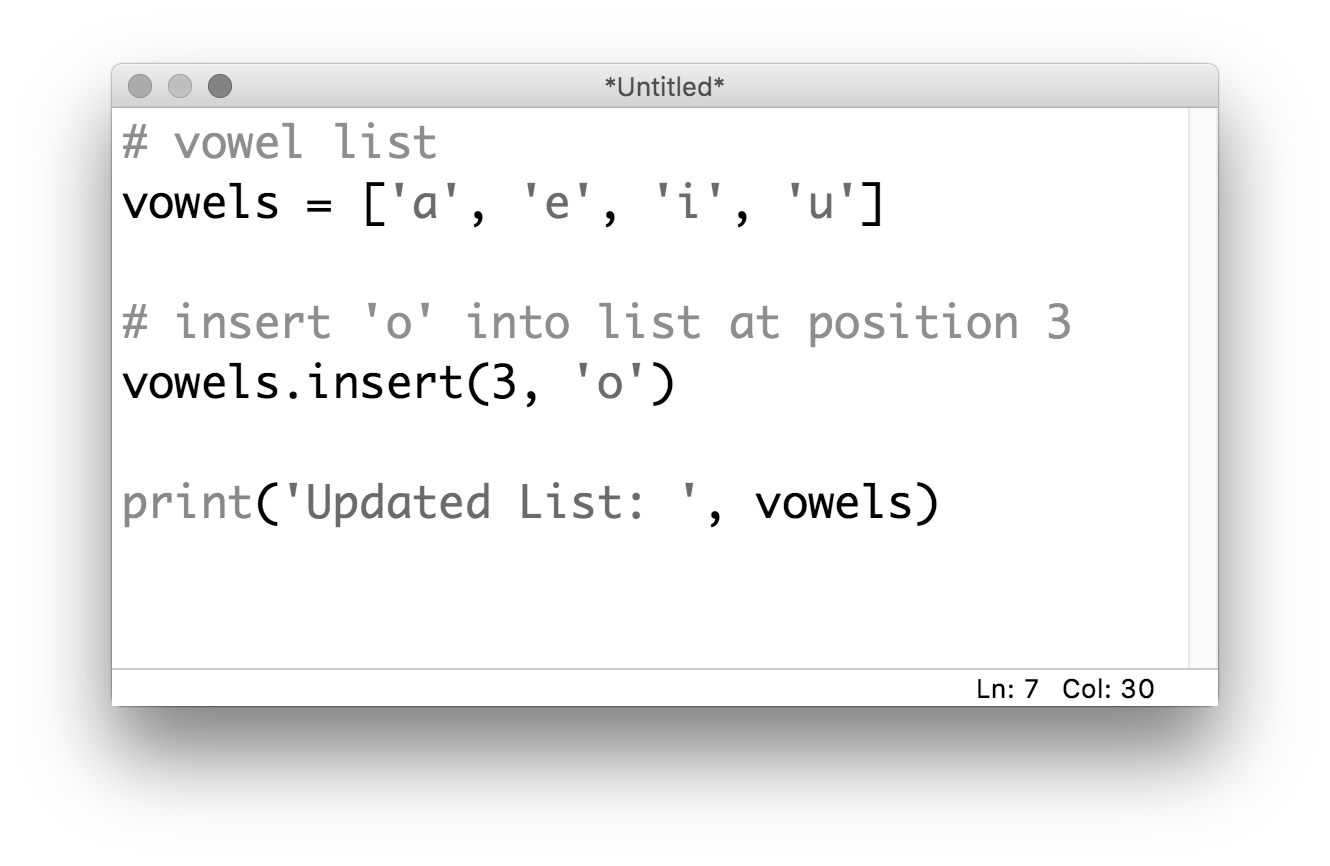 *Untitled*
# vowel list
vowels = ['a', 'e', 'i', 'u']
# insert 'o' into list at position 3
vowels.insert(3, 'o')
print('Updated List: ', vowels)
Ln: 7 Col: 30